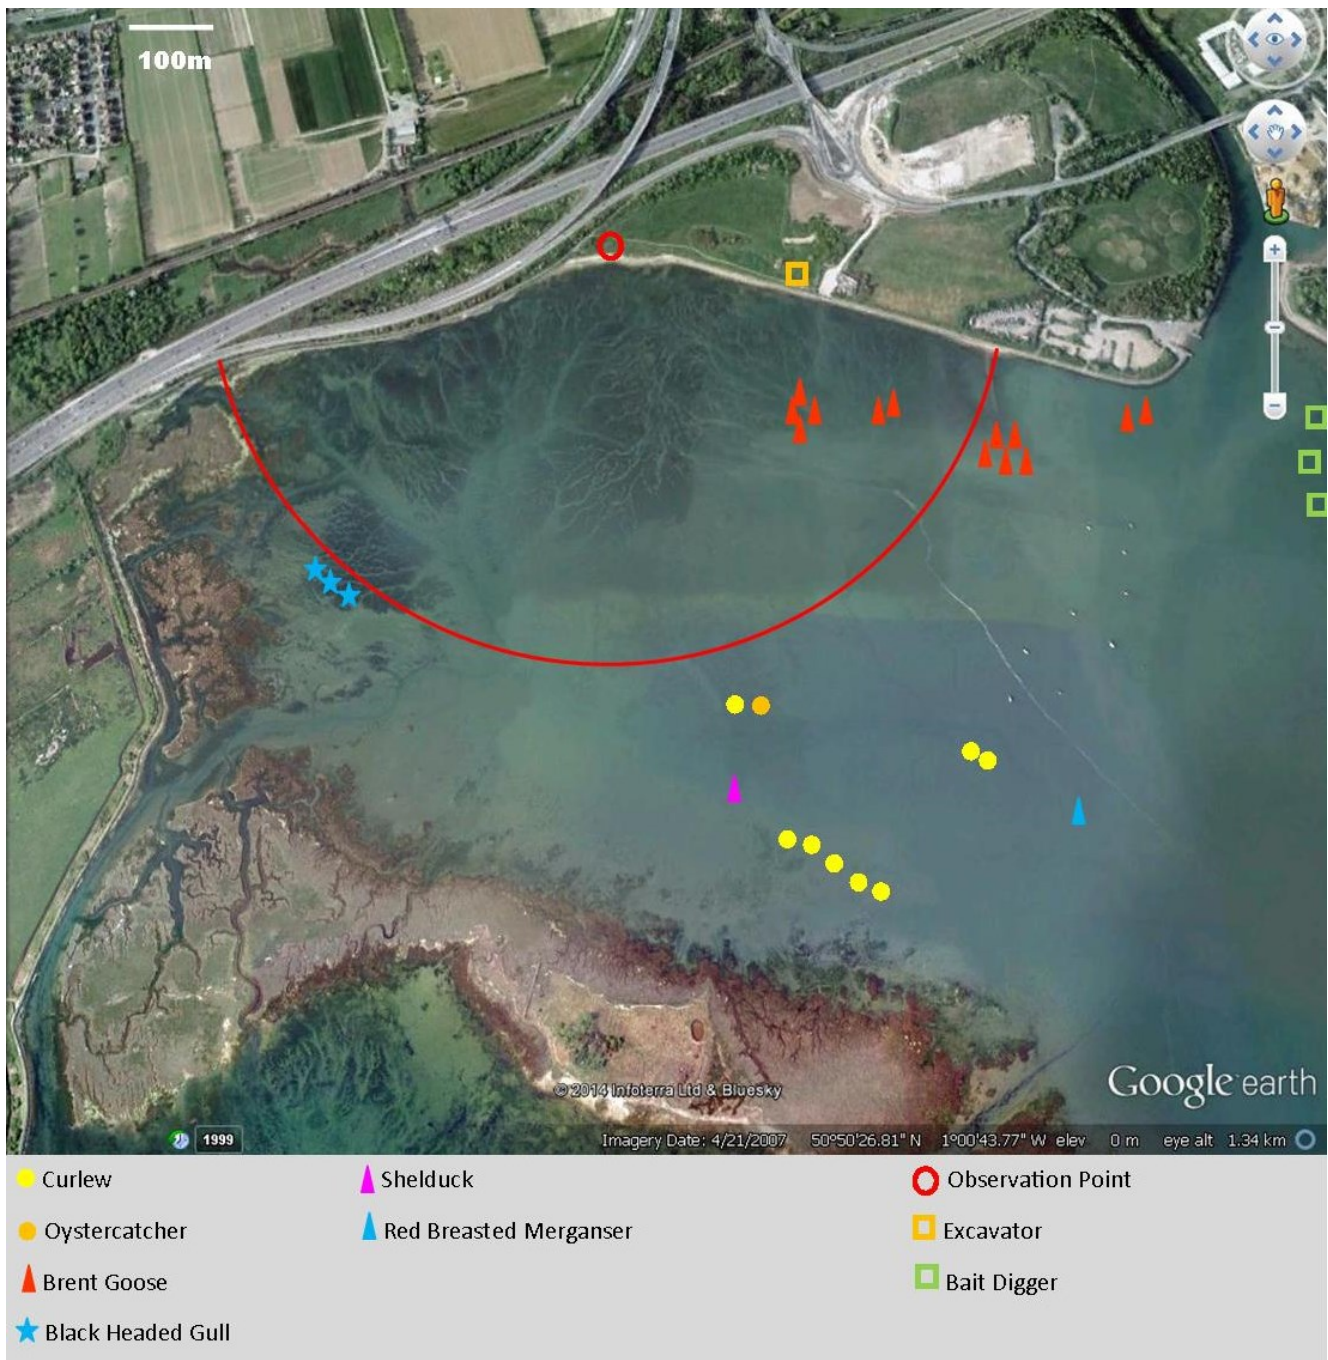 100m
© 2014 Infoterra Ltd & Bluesky
Google earth
1999
Imagery Date: 4/21/2007 50°50'26.81" N 1°00'43.77" W elev 0 m eye alt 1.34 km
Curlew
Shelduck
Observation Point
Oystercatcher
Red Breasted Merganser
Excavator
Brent Goose
Bait Digger
Black Headed Gull